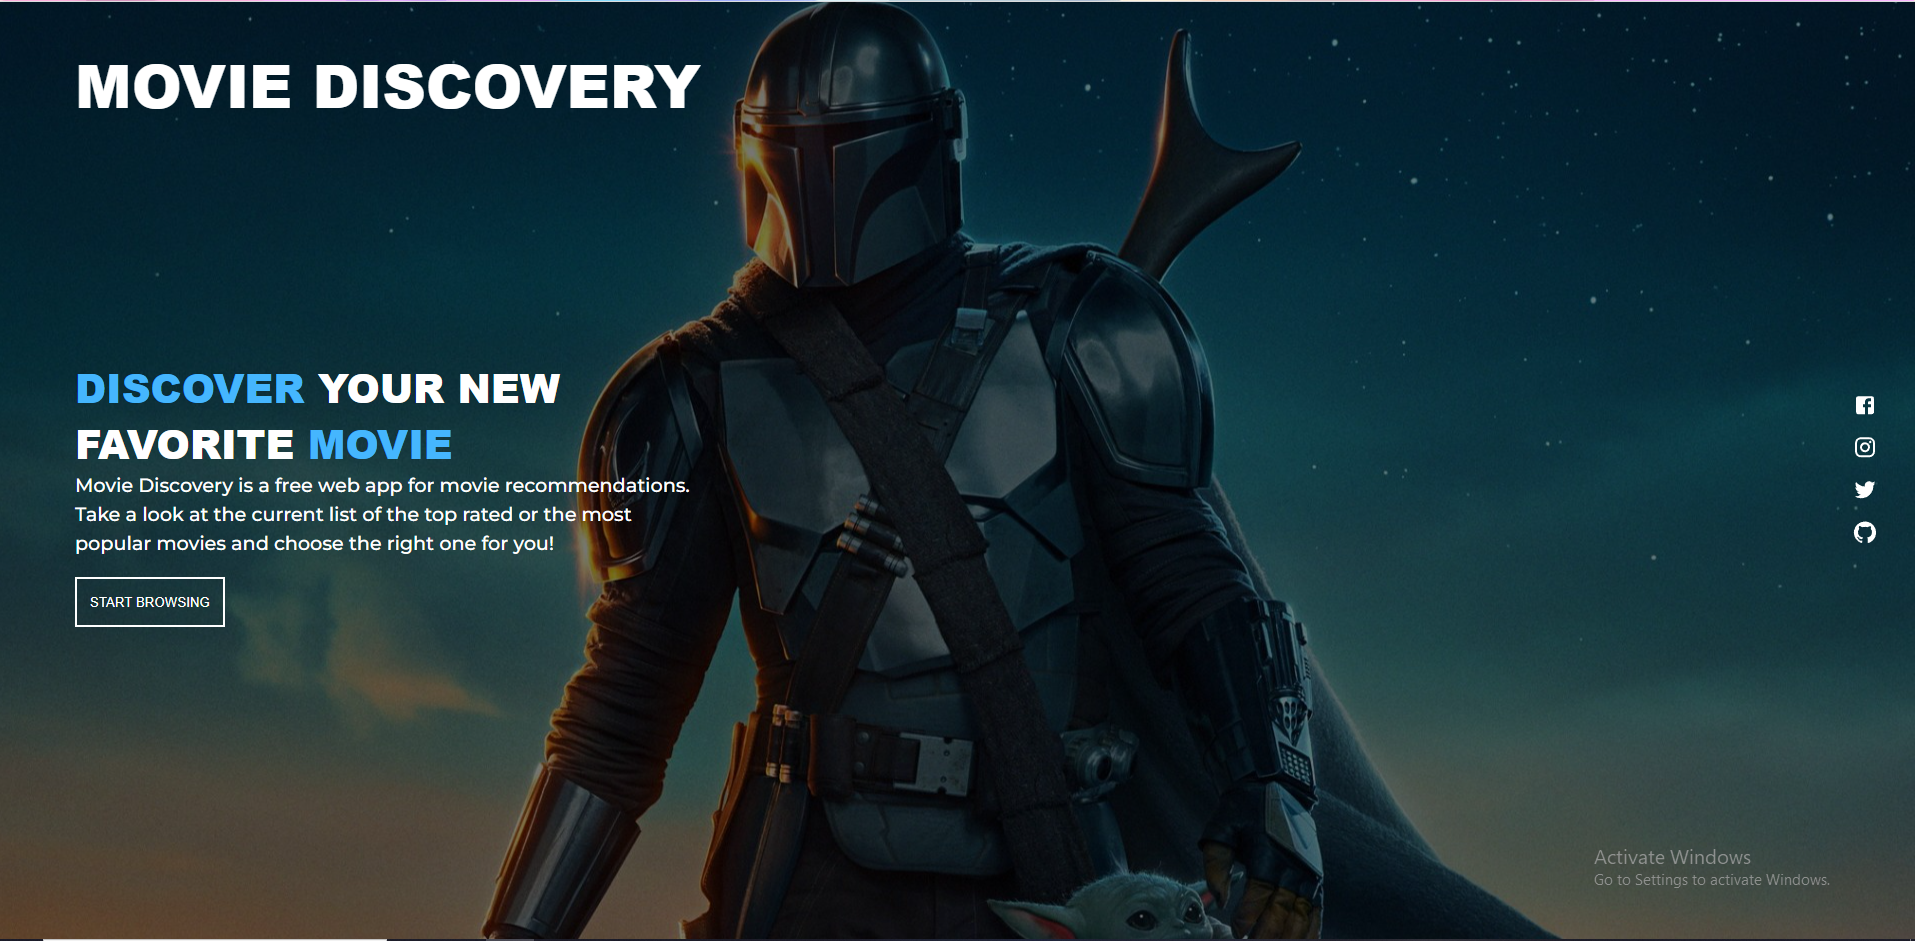 MOVIE DISCOVERY
DISCOVER YOUR NEW
FAVORITE MOVIE
Movie Discovery is a free web app for movie recommendations.
Take a look at the current list of the top rated or the most
popular movies and choose the right one for you!
START BROWSING
Activate Windows
Go to Settings to activate Windows.